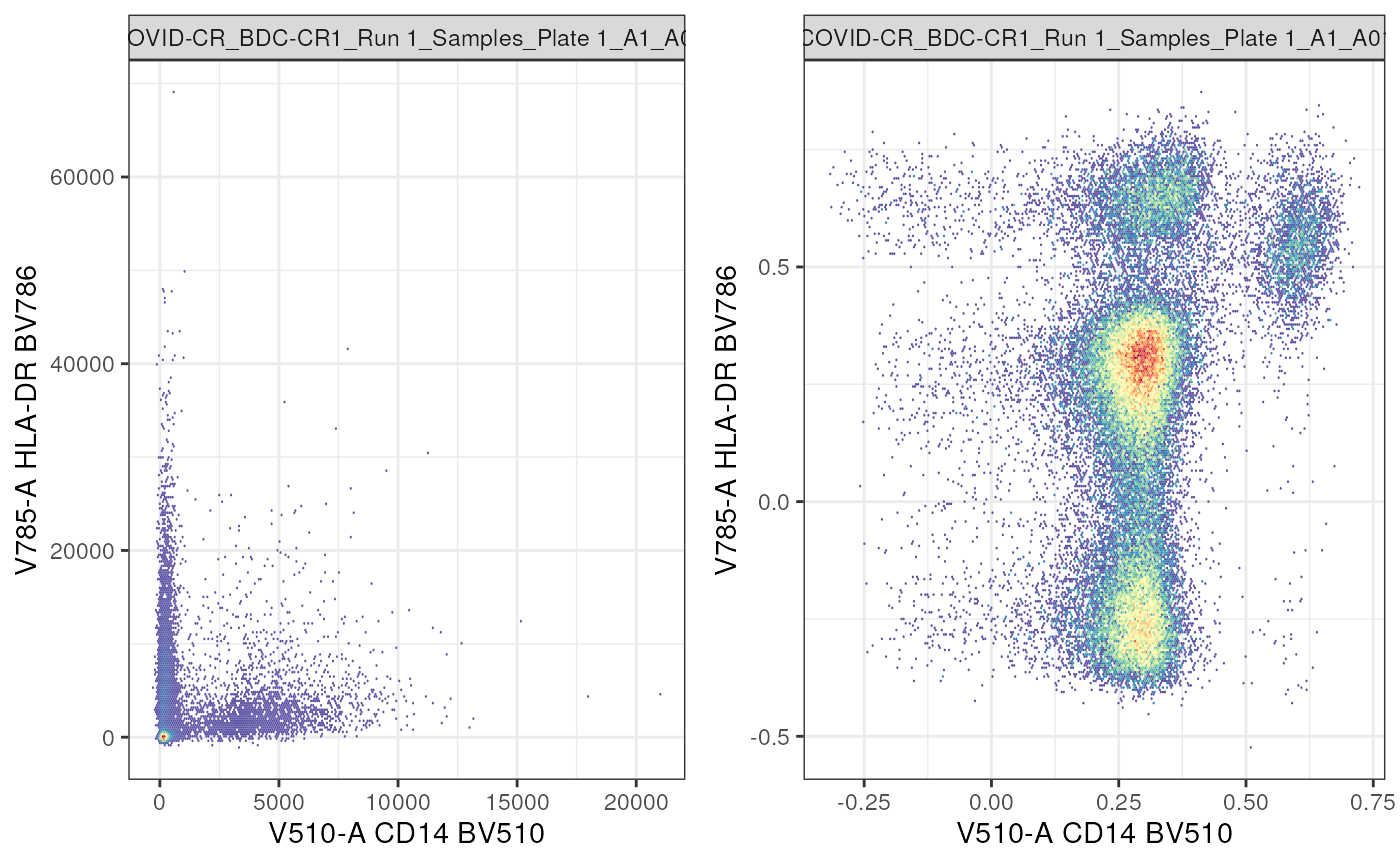 OVID-CR_BDC-CR1_Run 1_Samples_Plate 1_A1_A0
V785-A HLA-DR BV786
60000
40000
20000
0
0 5000 10000 15000 20000
V510-A CD14 BV510
COVID-CR_BDC-CR1_Run 1_Samples_Plate 1_A1_A0
V785-A HLA-DR BV786
0.5
0.0
-0.5
-0.25 0.00 0.25 0.50 0.75
V510-A CD14 BV510